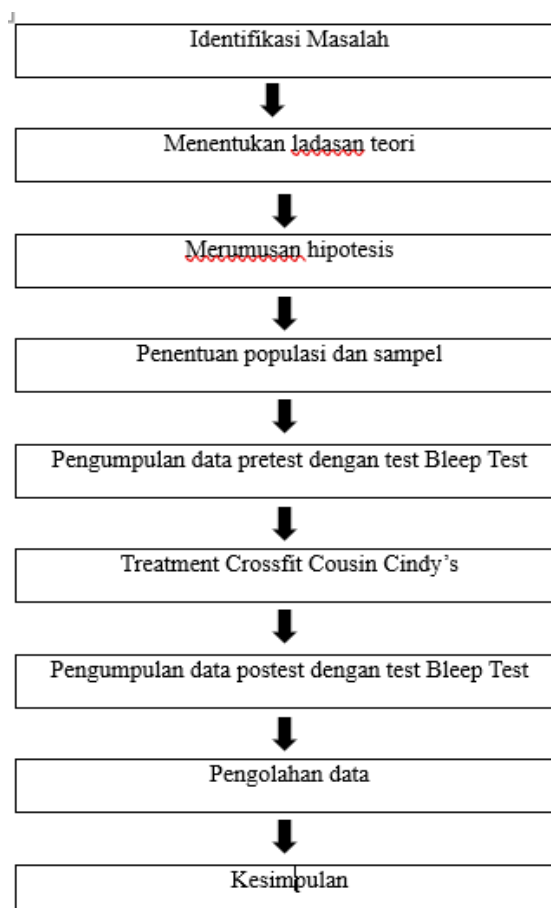 Identifikasi Masalah
Menentukan ladasan teori
Merumusan hipotesis
Penentuan populasi dan sampel
Pengumpulan data pretest dengan test Bleep Test
Treatment Crossfit Cousin Cindy’s
Pengumpulan data postest dengan test Bleep Test
Pengolahan data
Kesimpulan